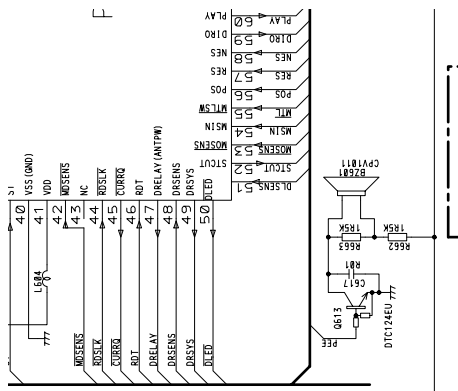 PLAY 60 PLAY
DIRO 59 DIRO
NES 58 NES
RES 57 RES
POS 56 POS
MTLSW 55 MTL
MSIN 54 MSIN
MOSENS 53 MOSENS
STCUT 52 STCUT
51 DLSENS
BZ601
CPV1011
ST
VSS(GND)
VDD
MDSENS
NC
RDSLK
CURRQ
RDT
DRELAY(ANTPW)
DRSENS
DRSYS
DLED
40
41
42
43
44
45
46
47
48
49
50
L604
1R5K
R663
1R5K
R662
R01
C617
Q613
DTC124EU
PEE
MDSENS
RDSLK
CURRQ
RDT
DRELAY
DRSENS
DRSYS
DLED